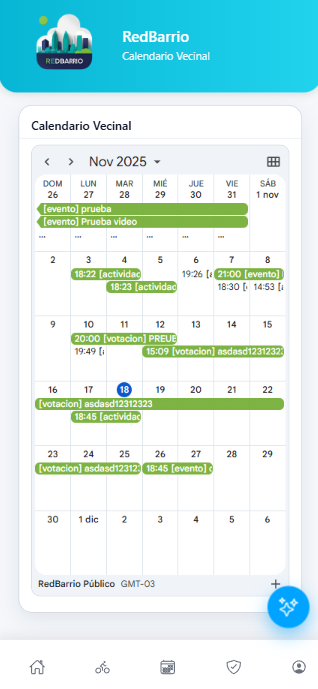 REDBARRIO
RedBarrio
Calendario Vecinal
Calendario Vecinal
Nov 2025
DOM LUN MAR MIÉ JUE VIE SÁB
26 27 28 29 30 31 1 nov
[evento] prueba
[evento] Prueba video
... ... ... ... ... ...
2 3 4 5 6 7 8
18:22 [activida 19:26 [ 21:00 [evento]
18:23 [activida 18:30 [ 14:53 [
9 10 11 12 13 14 15
20:00 [votacion] PREUE
19:49 [ 15:09 [votacion] asdasd12312323
16 17 18 19 20 21 22
[votacion] asdasd12312323
18:45 [activida
23 24 25 26 27 28 29
[votacion] asdasd12312 18:45 [evento]
30 1 dic 2 3 4 5 6
RedBarrio Público GMT-03